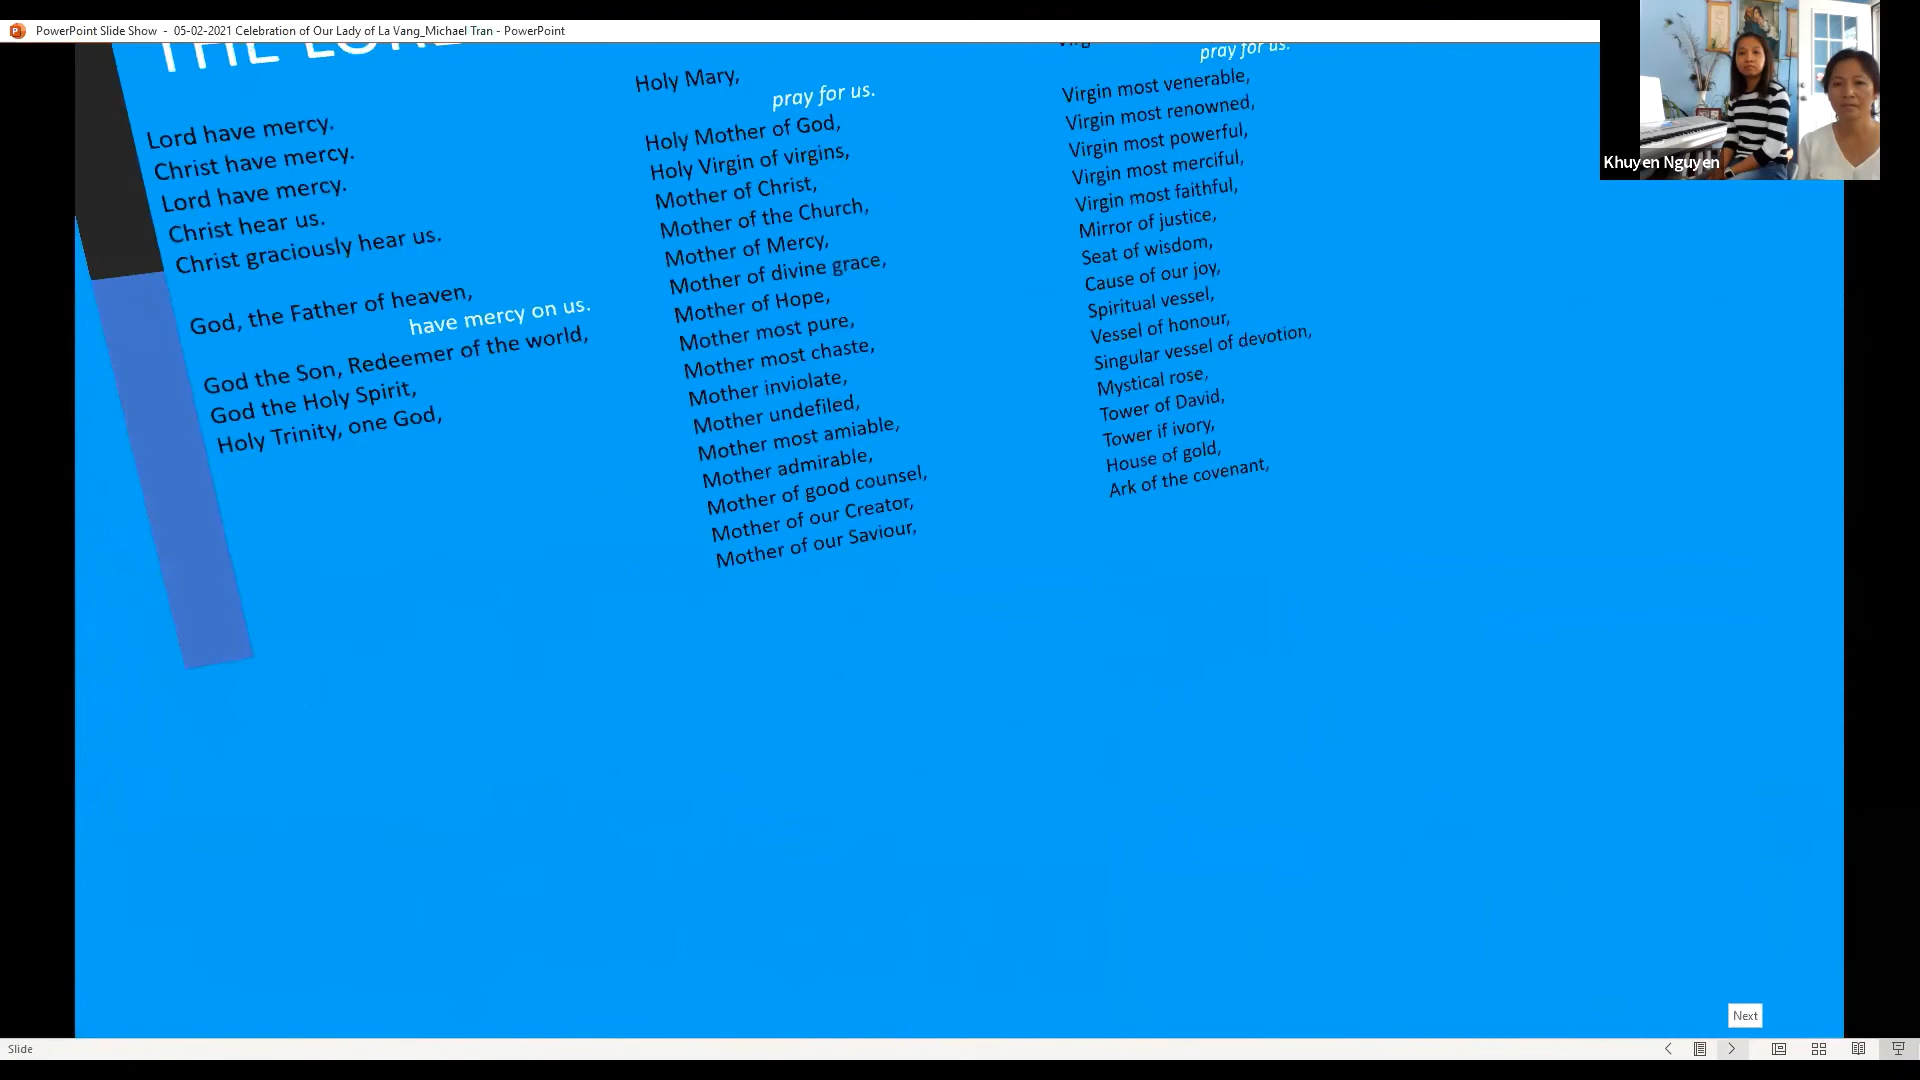 PowerPoint Slide Show - 05-02-2021 Celebration of Our Lady of La Vang_Michael Tran - PowerPoint
THE
Lord have mercy.
Christ have mercy.
Lord have mercy.
Christ hear us.
Christ graciously hear us.
God, the Father of heaven,
have mercy on us.
God the Son, Redeemer of the world,
God the Holy Spirit,
Holy Trinity, one God,
Holy Mary,
pray for us.
Holy Mother of God,
Holy Virgin of virgins,
Mother of Christ,
Mother of the Church,
Mother of Mercy,
Mother of divine grace,
Mother of Hope,
Mother most pure,
Mother most chaste,
Mother inviolate,
Mother undefiled,
Mother most amiable,
Mother admirable,
Mother of good counsel,
Mother of our Creator,
Mother of our Saviour,
pray for us.
Virgin most venerable,
Virgin most renowned,
Virgin most powerful,
Virgin most merciful,
Virgin most faithful,
Mirror of justice,
Seat of wisdom,
Cause of our joy,
Spiritual vessel,
Vessel of honour,
Singular vessel of devotion,
Mystical rose,
Tower of David,
Tower if ivory,
House of gold,
Ark of the covenant,
Khuyen Nguyen
Next
Slide